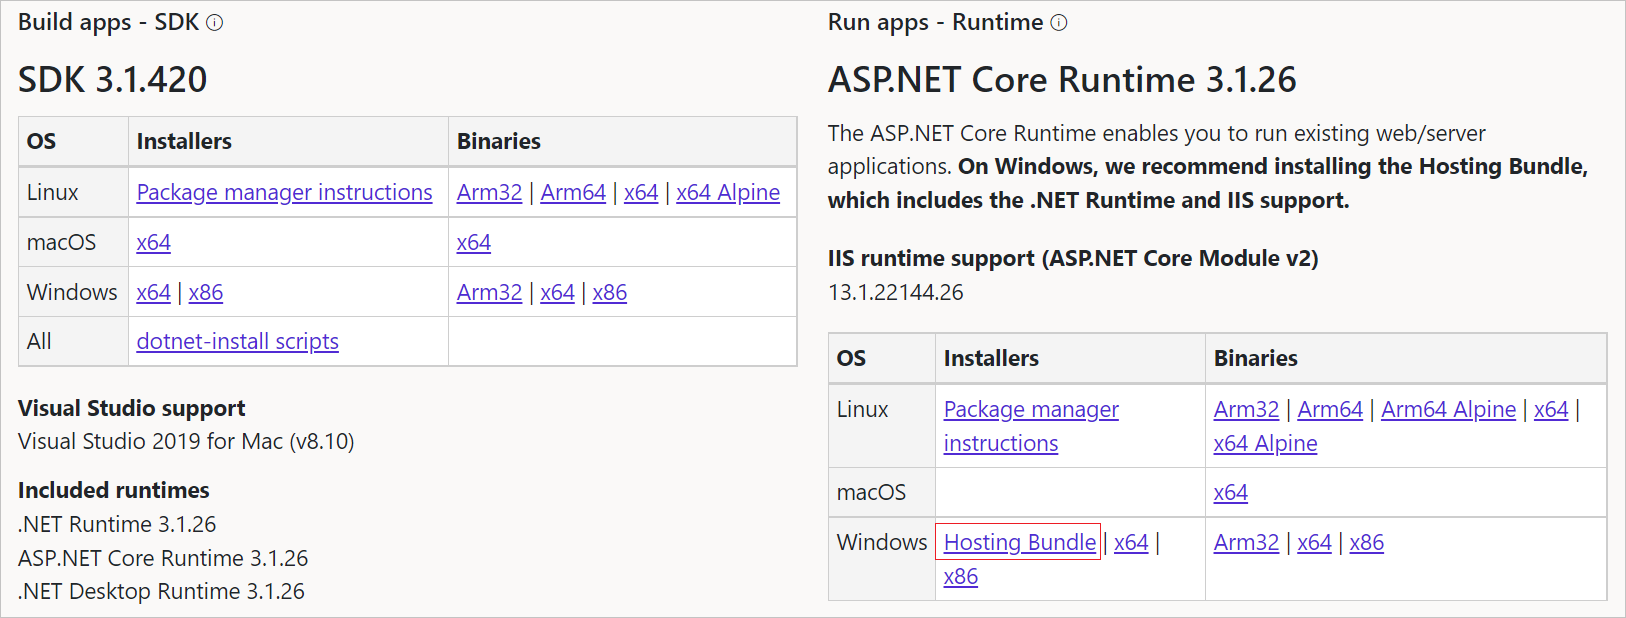 Build apps - SDK
SDK 3.1.420
OS Installers Binaries
Linux Package manager instructions Arm32 | Arm64 | x64 | x64 Alpine
macOS x64 x64
Windows x64 | x86 Arm32 | x64 | x86
All dotnet-install scripts
Visual Studio support
Visual Studio 2019 for Mac (v8.10)
Included runtimes
.NET Runtime 3.1.26
ASP.NET Core Runtime 3.1.26
.NET Desktop Runtime 3.1.26
Run apps - Runtime
ASP.NET Core Runtime 3.1.26
The ASP.NET Core Runtime enables you to run existing web/server
applications. On Windows, we recommend installing the Hosting Bundle,
which includes the .NET Runtime and IIS support.
IIS runtime support (ASP.NET Core Module v2)
13.1.22144.26
OS Installers Binaries
Linux Package manager Arm32 | Arm64 | Arm64 Alpine | x64 |
instructions x64 Alpine
macOS x64
Windows Hosting Bundle | x64 | Arm32 | x64 | x86
x86